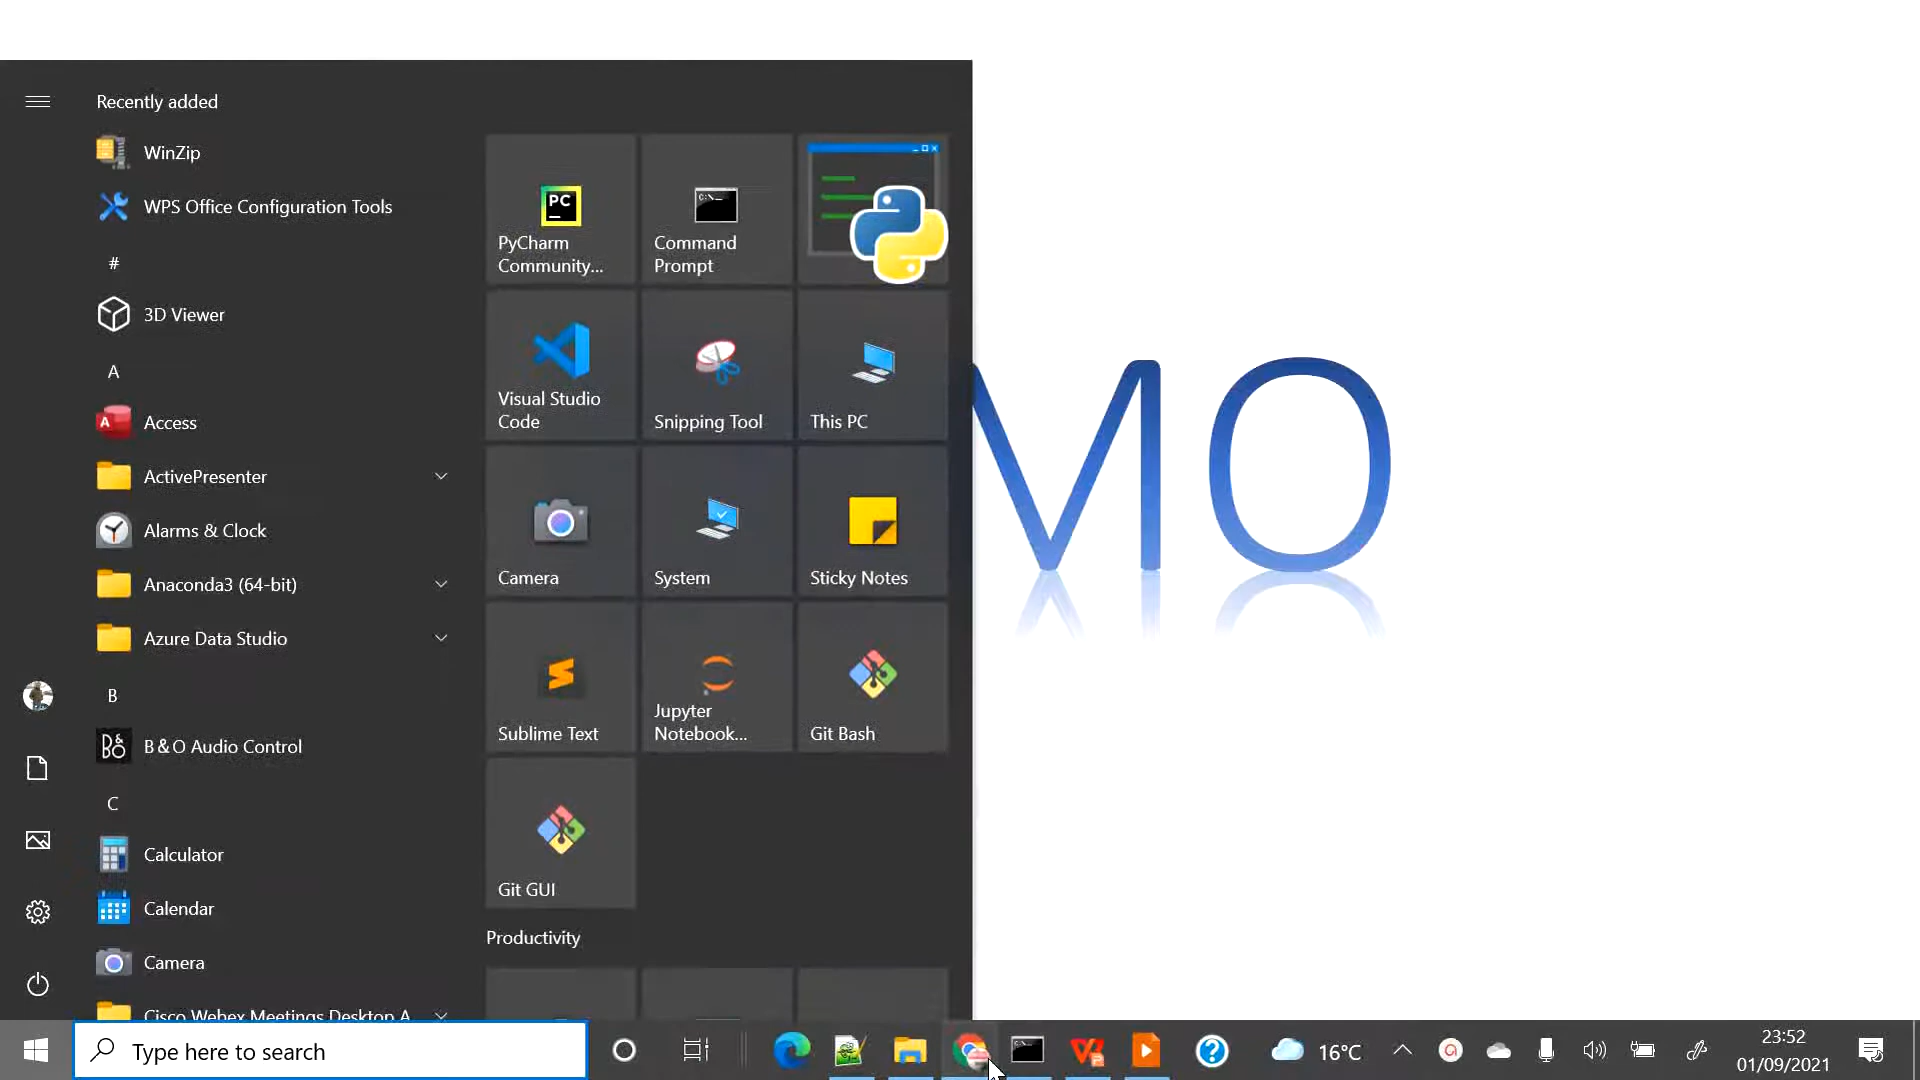 Recently added
WinZip
WPS Office Configuration Tools
#
3D Viewer
A
Access
ActivePresenter
Alarms & Clock
Anaconda3 (64-bit)
Azure Data Studio
B
B&O Audio Control
C
Calculator
Calendar
Camera
Cisco Webex Meetings Desktop A
PyCharm
Community...
Command
Prompt
Visual Studio
Code
Snipping Tool
This PC
Camera
System
Sticky Notes
Sublime Text
Jupyter
Notebook...
Git Bash
Git GUI
Productivity
MO
Type here to search
16°C
23:52
01/09/2021